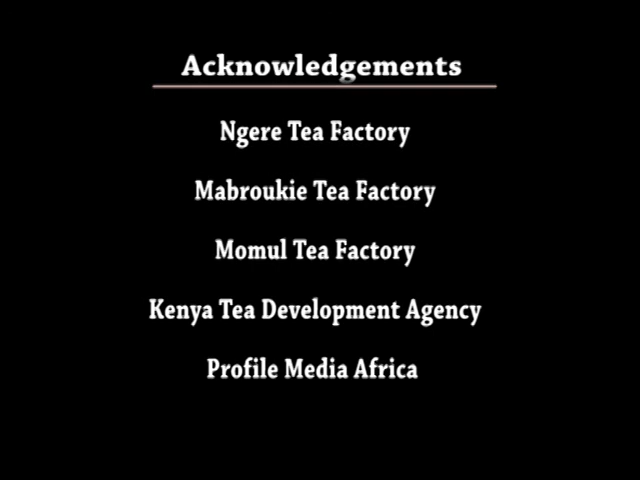 Acknowledgements
Ngere Tea Factory
Mabroukie Tea Factory
Momul Tea Factory
Kenya Tea Development Agency
Profile Media Africa